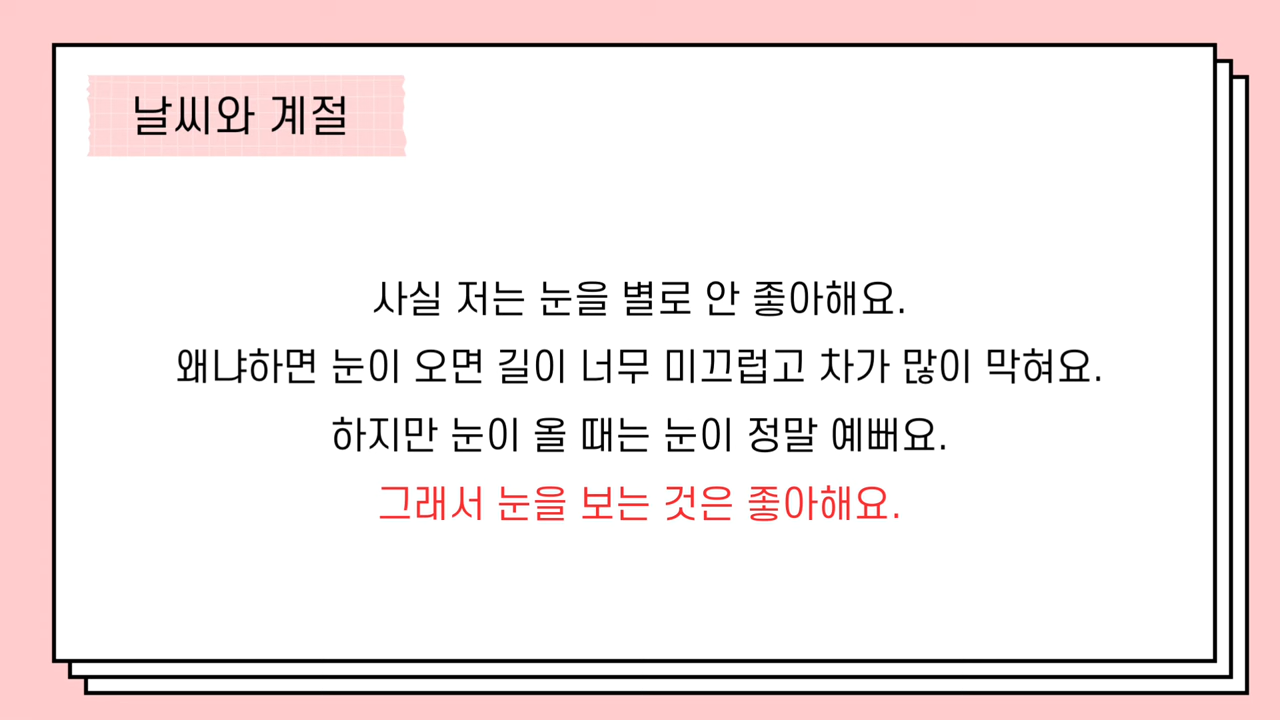 날씨와 계절
사실 저는 눈을 별로 안 좋아해요.
왜냐하면 눈이 오면 길이 너무 미끄럽고 차가 많이 막혀요.
하지만 눈이 올 때는 눈이 정말 예뻐요.
그래서 눈을 보는 것은 좋아해요.